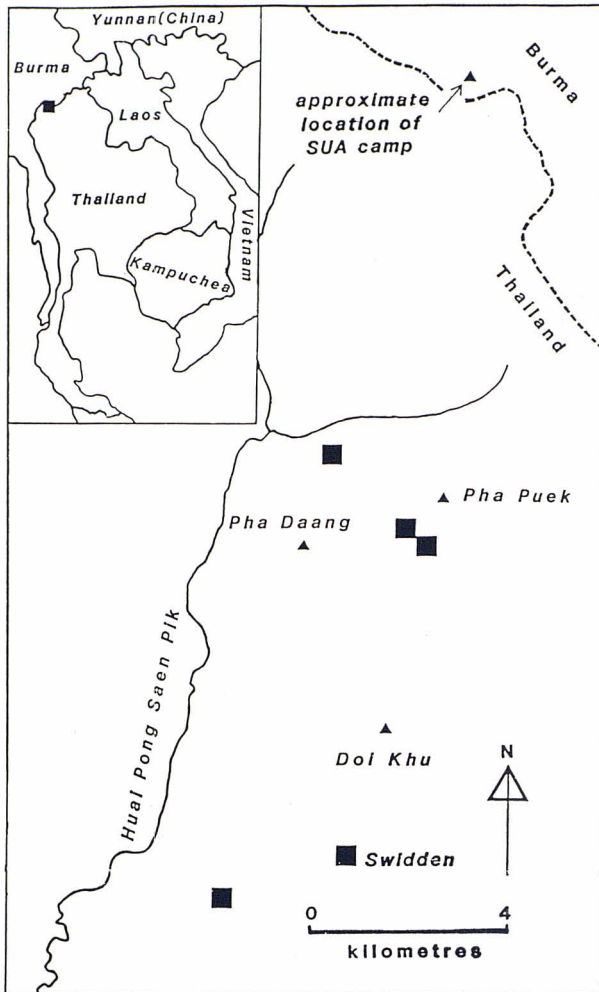 Yunnan(China)
Burma
Laos
Thailand
Vietnam
Kampuchea
Burma
approximate
location of
SUA camp
Thailand
Pha Puek
Pha Daang
Huai Pong Saen Pik
Doi Khu
N
Swidden
0 4
kilometres